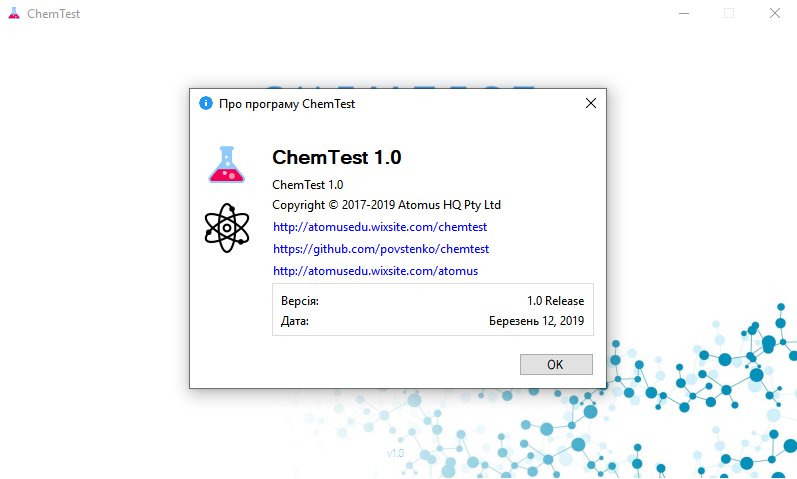 ChemTest
Про програму ChemTest
ChemTest 1.0
ChemTest 1.0
Copyright © 2017-2019 Atomus HQ Pty Ltd
http://atomusedu.wixsite.com/chemtest
https://github.com/povstenko/chemtest
http://atomusedu.wixsite.com/atomus
Версія: 1.0 Release
Дата: Березень 12, 2019
OK
v1.0